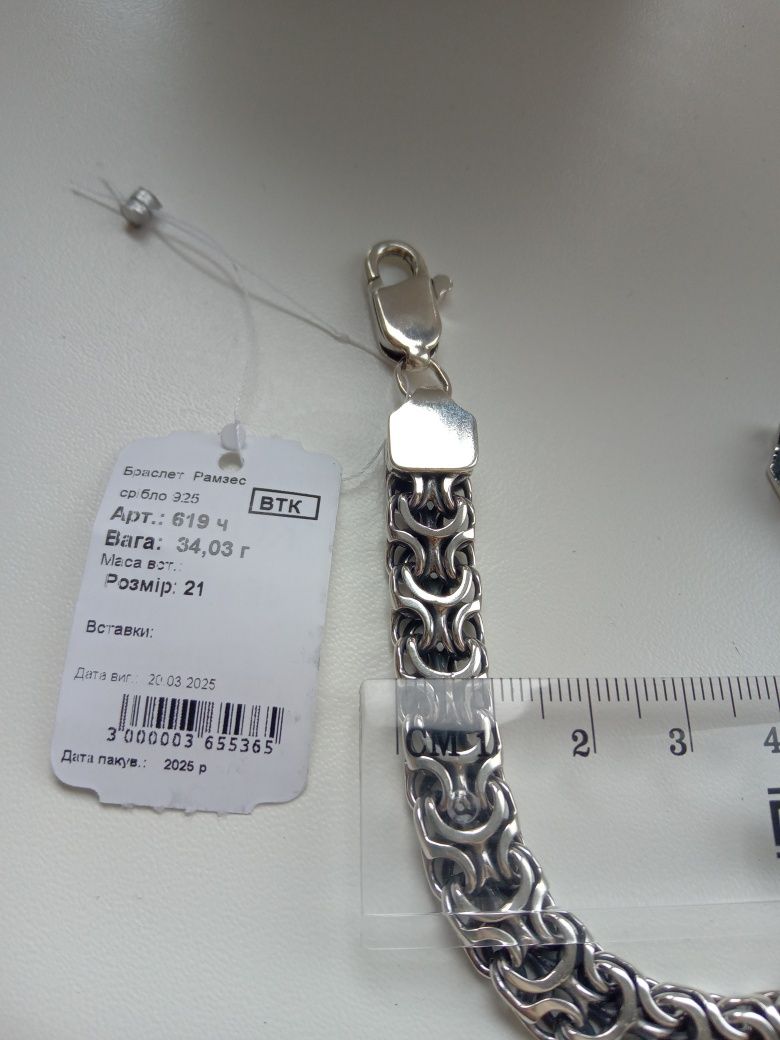 Браслет Рамзес
срібло 925
ВТК
Арт.: 619 ч
Вага: 34,03 г
Маса вст.:
Розмір: 21
Вставки:
Дата виг.: 20.03.2025
3 000003 655365
Дата пакув.: 2025 р
СМ 1 2 3 4